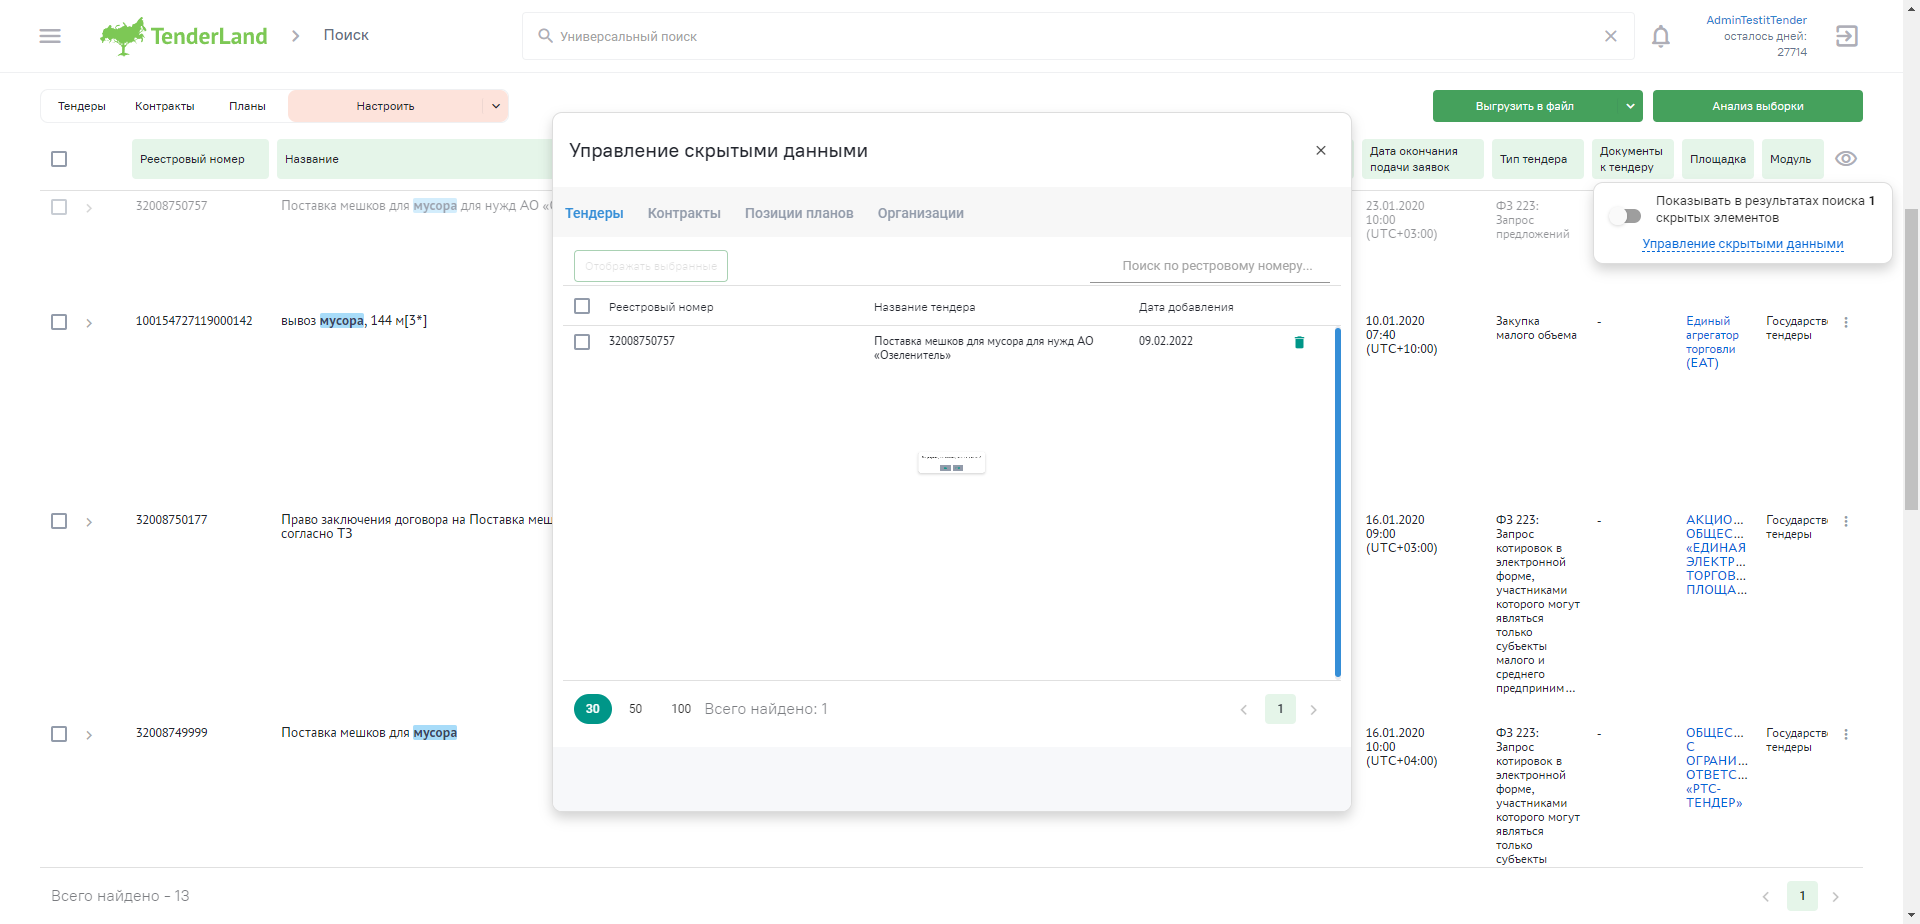 TenderLand
Поиск
Универсальный поиск
AdminTestitTender
осталось дней:
27714
Тендеры
Контракты
Планы
Настроить
Выгрузить в файл
Анализ выборки
Реестровый номер
Название
Дата окончания
подачи заявок
Тип тендера
Документы
к тендеру
Площадка
Модуль
Показывать в результатах поиска 1
скрытых элементов
Управление скрытыми данными
32008750757
Поставка мешков для мусора для нужд АО «
23.01.2020
10:00
(UTC+03:00)
ФЗ 223:
Запрос
предложений
100154727119000142
вывоз мусора, 144 м[3*]
10.01.2020
07:40
(UTC+10:00)
Закупка
малого объема
-
Единый
агрегатор
торговли
(ЕАТ)
Государств
тендеры
32008750177
Право заключения договора на Поставка меш
согласно ТЗ
16.01.2020
09:00
(UTC+03:00)
ФЗ 223:
Запрос
котировок в
электронной
форме,
участниками
которого могут
являться
только
субъекты
малого и
среднего
предприним...
-
АКЦИО...
ОБЩЕС...
«ЕДИНАЯ
ЭЛЕКТР...
ТОРГОВ...
ПЛОЩА...
Государств
тендеры
32008749999
Поставка мешков для мусора
16.01.2020
10:00
(UTC+04:00)
ФЗ 223:
Запрос
котировок в
электронной
форме,
участниками
которого могут
являться
только
субъекты
-
ОБЩЕС...
С
ОГРАНИ...
ОТВЕТС...
«РТС-
ТЕНДЕР»
Государств
тендеры
Всего найдено - 13
1
Управление скрытыми данными
Тендеры
Контракты
Позиции планов
Организации
Отображать выбранные
Поиск по рестровому номеру...
Реестровый номер
Название тендера
Дата добавления
32008750757
Поставка мешков для мусора для нужд АО
«Озеленитель»
09.02.2022
30
50
100
Всего найдено: 1
1